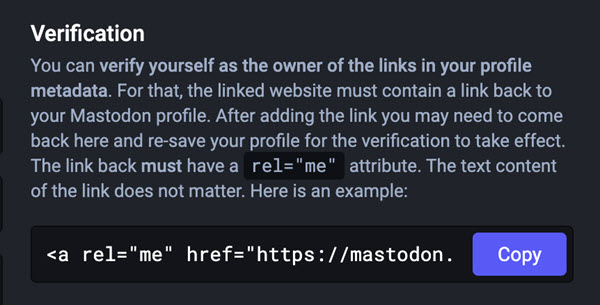 Verification
You can verify yourself as the owner of the links in your profile
metadata. For that, the linked website must contain a link back to
your Mastodon profile. After adding the link you may need to come
back here and re-save your profile for the verification to take effect.
The link back must have a rel="me" attribute. The text content
of the link does not matter. Here is an example:
<a rel="me" href="https://mastodon.
Copy